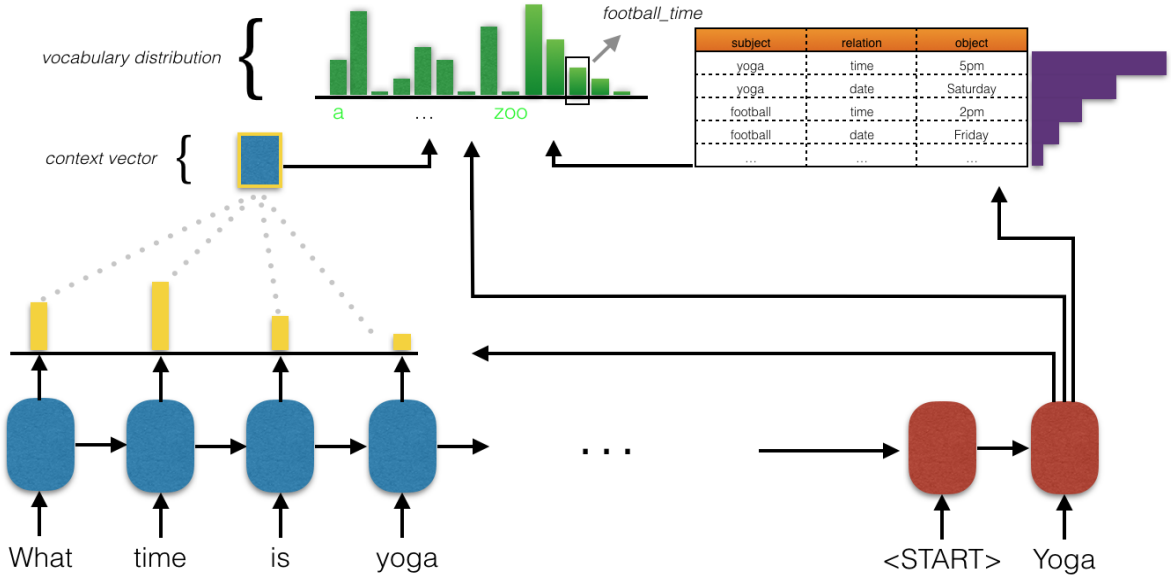 football_time
vocabulary distribution
a ... zoo
context vector
subject relation object
yoga time 5pm
yoga date Saturday
football time 2pm
football date Friday
... ... ...
...
What time is yoga <START> Yoga